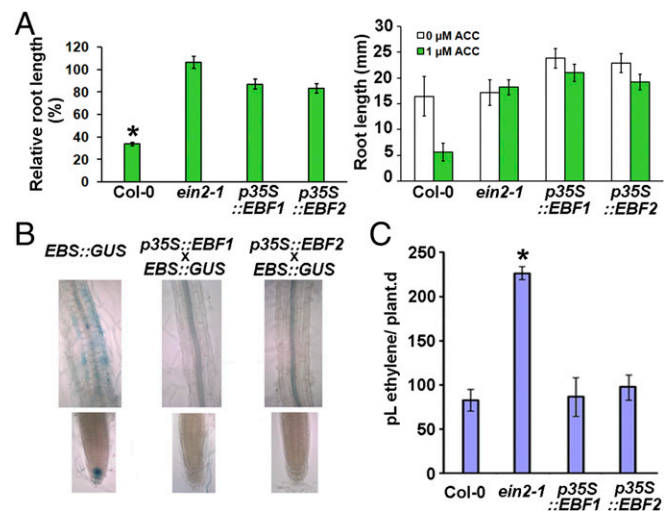 A
Relative root length
(%)
120
100
80
60
40
20
0
*
Col-0
ein2-1
p35S
::EBF1
p35S
::EBF2
Root length (mm)
30
25
20
15
10
5
0
0 µM ACC
1 µM ACC
Col-0
ein2-1
p35S
::EBF1
p35S
::EBF2
B
EBS::GUS
p35S::EBF1
x
EBS::GUS
p35S::EBF2
x
EBS::GUS
C
pL ethylene/ plant.d
250
200
150
100
50
0
*
Col-0
ein2-1
p35S
::EBF1
p35S
::EBF2